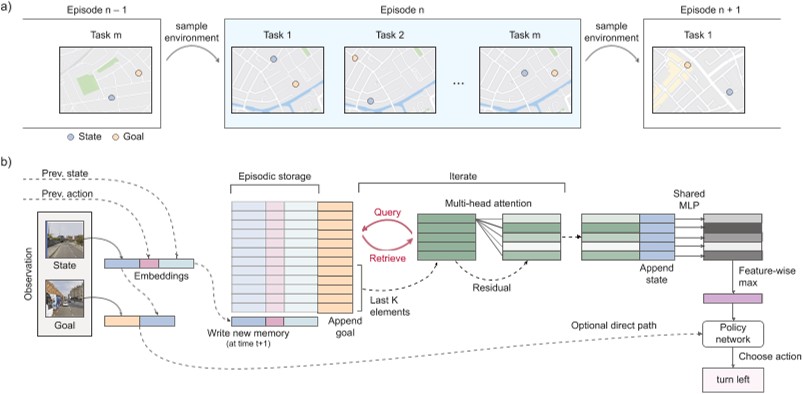 a)
Episode n – 1
Episode n
Episode n + 1
Task m
sample
environment
Task 1
Task 2
Task m
sample
environment
Task 1
...
State
Goal
b)
Prev. state
Prev. action
Episodic storage
Iterate
Observation
State
Goal
Embeddings
Query
Retrieve
Multi-head attention
Shared
MLP
Residual
Append
state
Last K
elements
Feature-wise
max
Write new memory
(at time t+1)
Append
goal
Optional direct path
Policy
network
Choose action
turn left